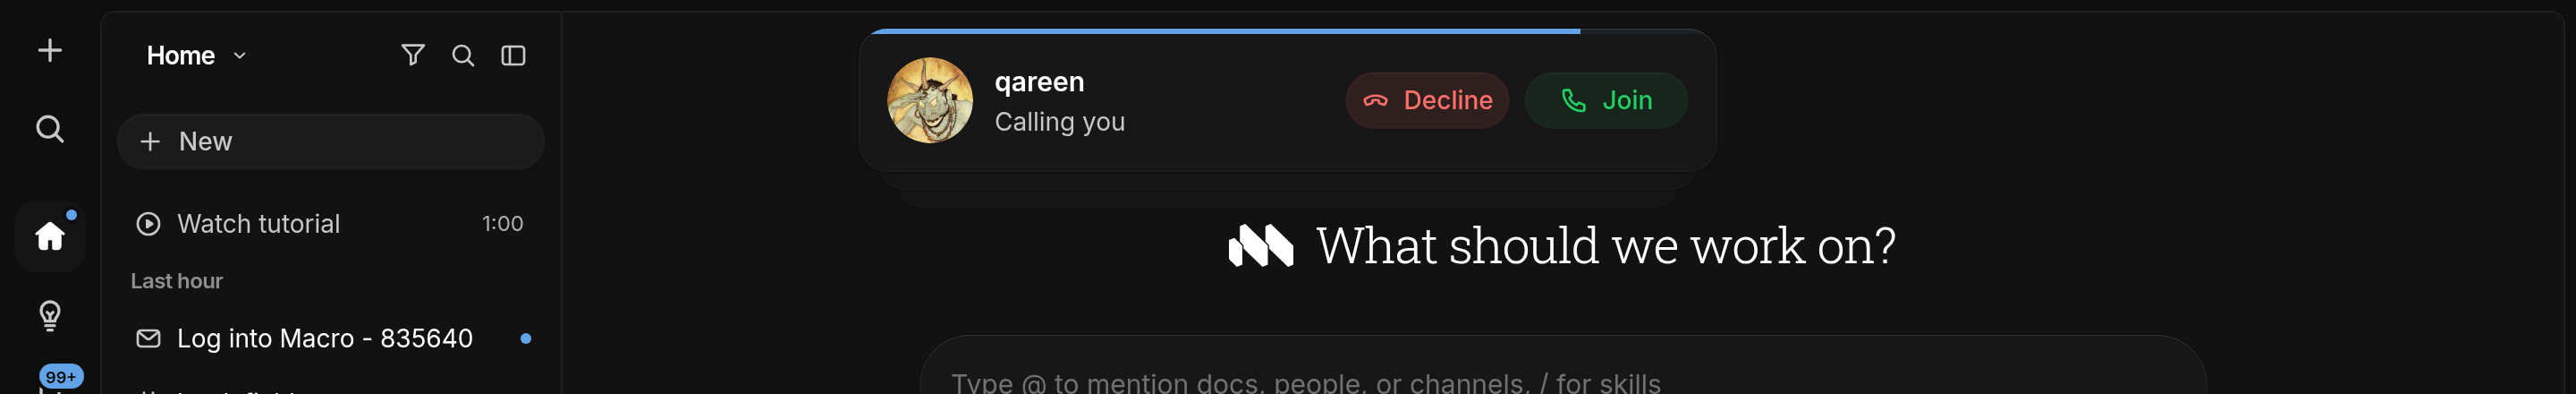 Home
New
Watch tutorial 1:00
Last hour
Log into Macro - 835640
99+
qareen
Calling you
Decline
Join
What should we work on?
Type @ to mention docs, people, or channels, / for skills